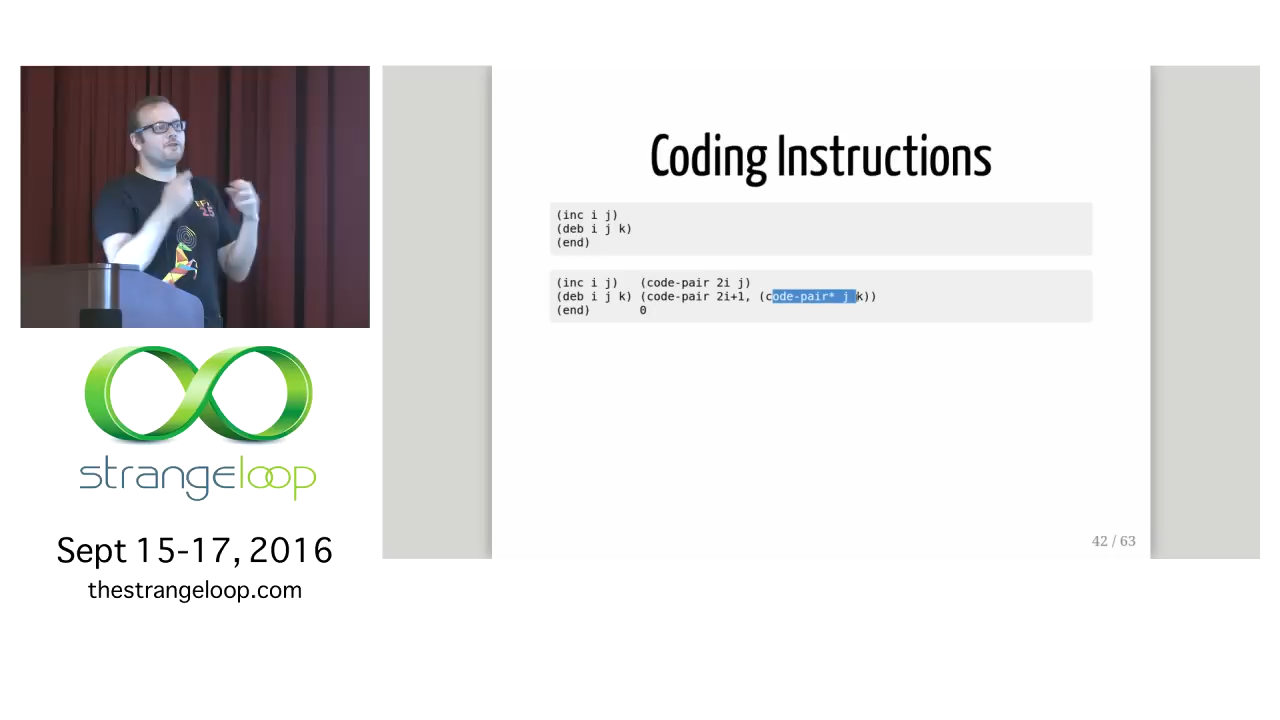 Coding Instructions
(inc i j)
(deb i j k)
(end)
(inc i j) (code-pair 2i j)
(deb i j k) (code-pair 2i+1, (code-pair* j k))
(end) 0
42 / 63
strangeloop
Sept 15-17, 2016
thestrangeloop.com